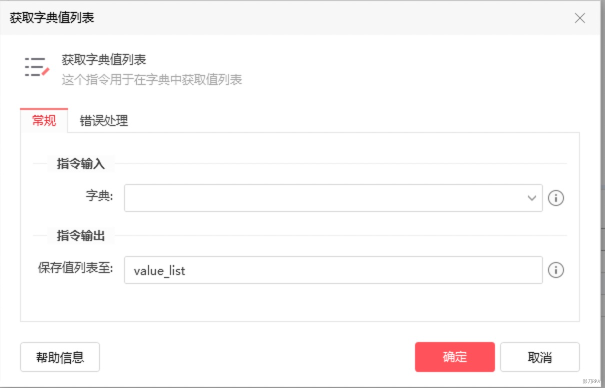 获取字典值列表
获取字典值列表
这个指令用于在字典中获取值列表
常规 错误处理
指令输入
字典:
指令输出
保存值列表至: value_list
帮助信息 确定 取消